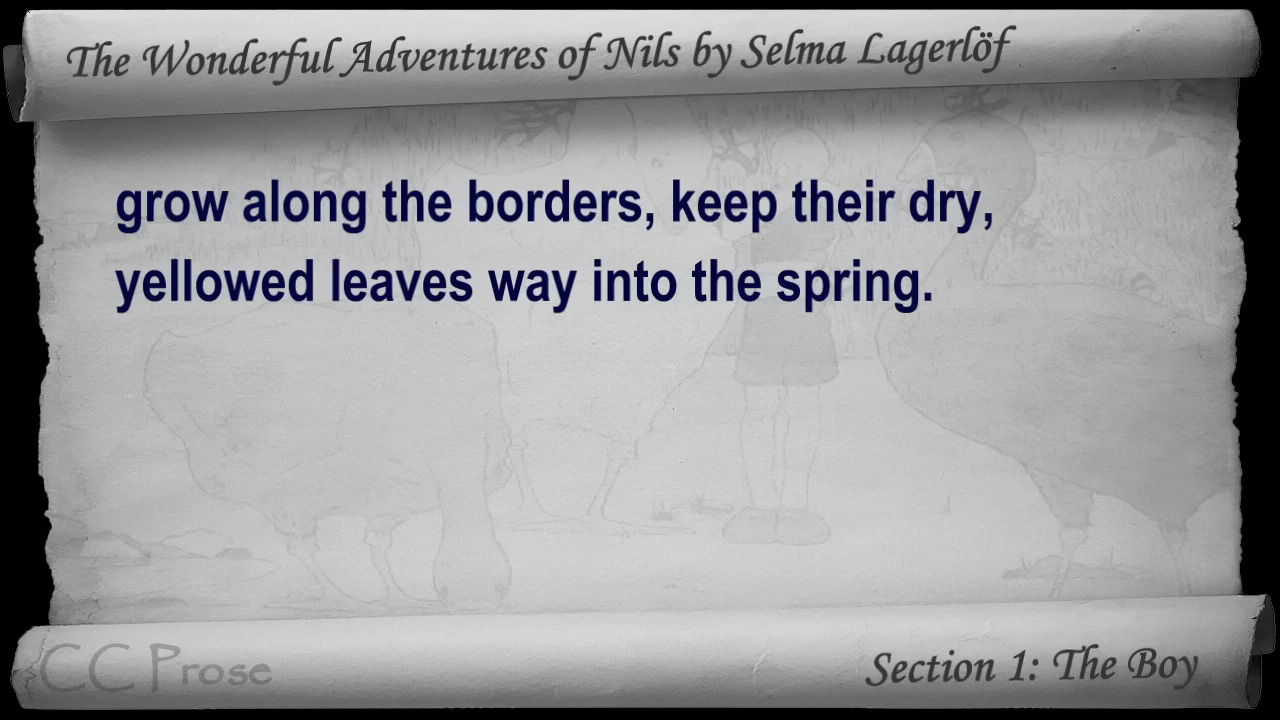 The Wonderful Adventures of Nils by Selma Lagerlöf
grow along the borders, keep their dry,
yellowed leaves way into the spring.
CC Prose
Section 1: The Boy